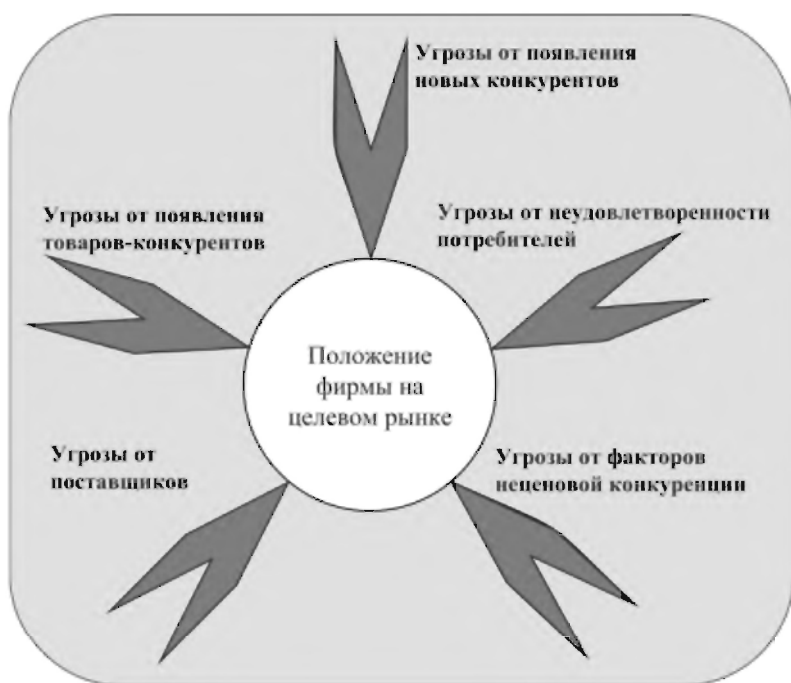 Угрозы от появления
новых конкурентов
Угрозы от появления
товаров-конкурентов
Угрозы от неудовлетворенности
потребителей
Положение
фирмы на
целевом рынке
Угрозы от
поставщиков
Угрозы от факторов
неценовой конкуренции